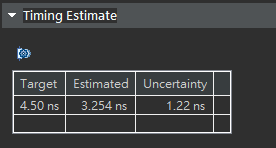 Timing Estimate
Target Estimated Uncertainty
4.50 ns 3.254 ns 1.22 ns